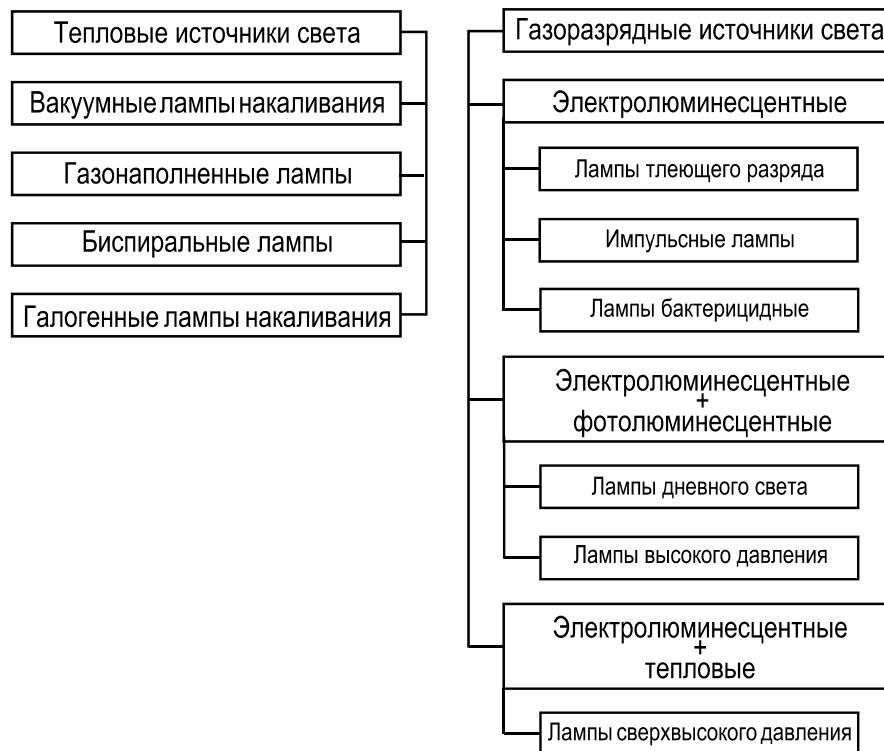 Тепловые источники света
Вакуумные лампы накаливания
Газонаполненные лампы
Биспиральные лампы
Галогенные лампы накаливания
Газоразрядные источники света
Электролюминесцентные
Лампы тлеющего разряда
Импульсные лампы
Лампы бактерицидные
Электролюминесцентные
+
фотолюминесцентные
Лампы дневного света
Лампы высокого давления
Электролюминесцентные
+
тепловые
Лампы сверхвысокого давления